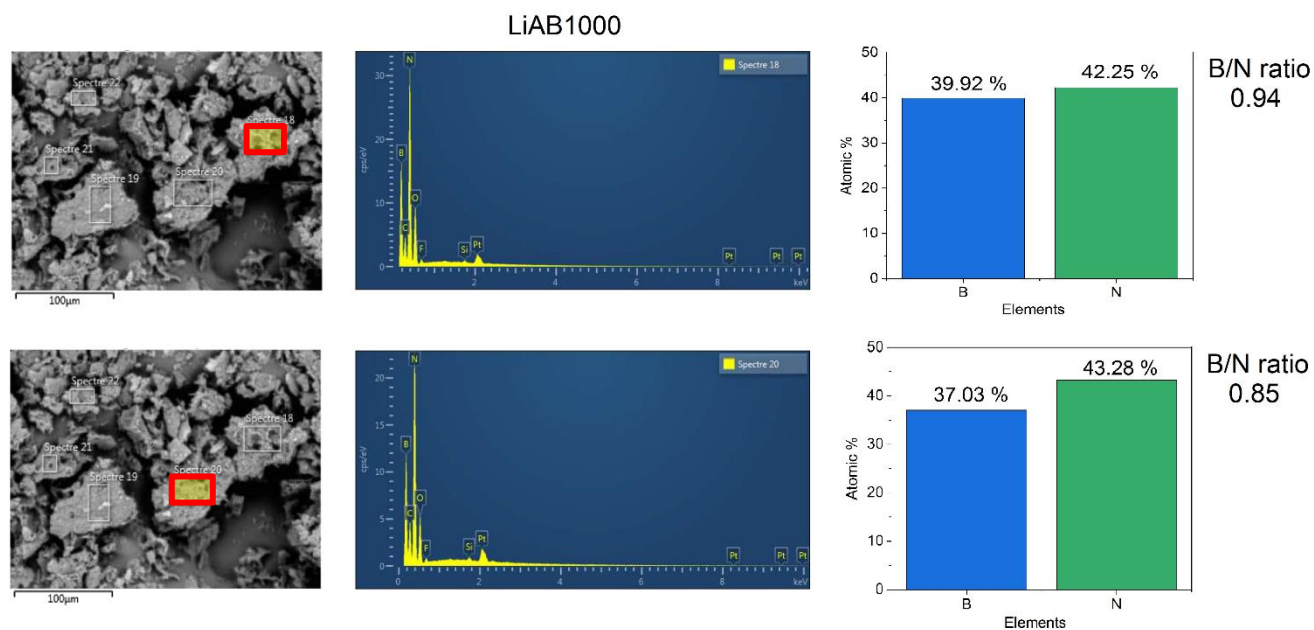 LiAB1000
Spectre 22
Spectre 18
Spectre 21
Spectre 19
Spectre 20
100µm
Spectre 18
cps/eV
30
20
10
0
N
B
O
C
F
Si
Pt
Pt
Pt
Pt
2
4
6
8
keV
50
40
30
20
10
0
Atomic %
39.92 %
42.25 %
B
N
Elements
B/N ratio
0.94
Spectre 22
Spectre 18
Spectre 21
Spectre 20
Spectre 19
100µm
Spectre 20
cps/eV
20
15
10
5
0
N
B
O
C
F
Si
Pt
Pt
Pt
Pt
0
2
4
6
8
keV
50
40
30
20
10
0
Atomic %
37.03 %
43.28 %
B
N
Elements
B/N ratio
0.85